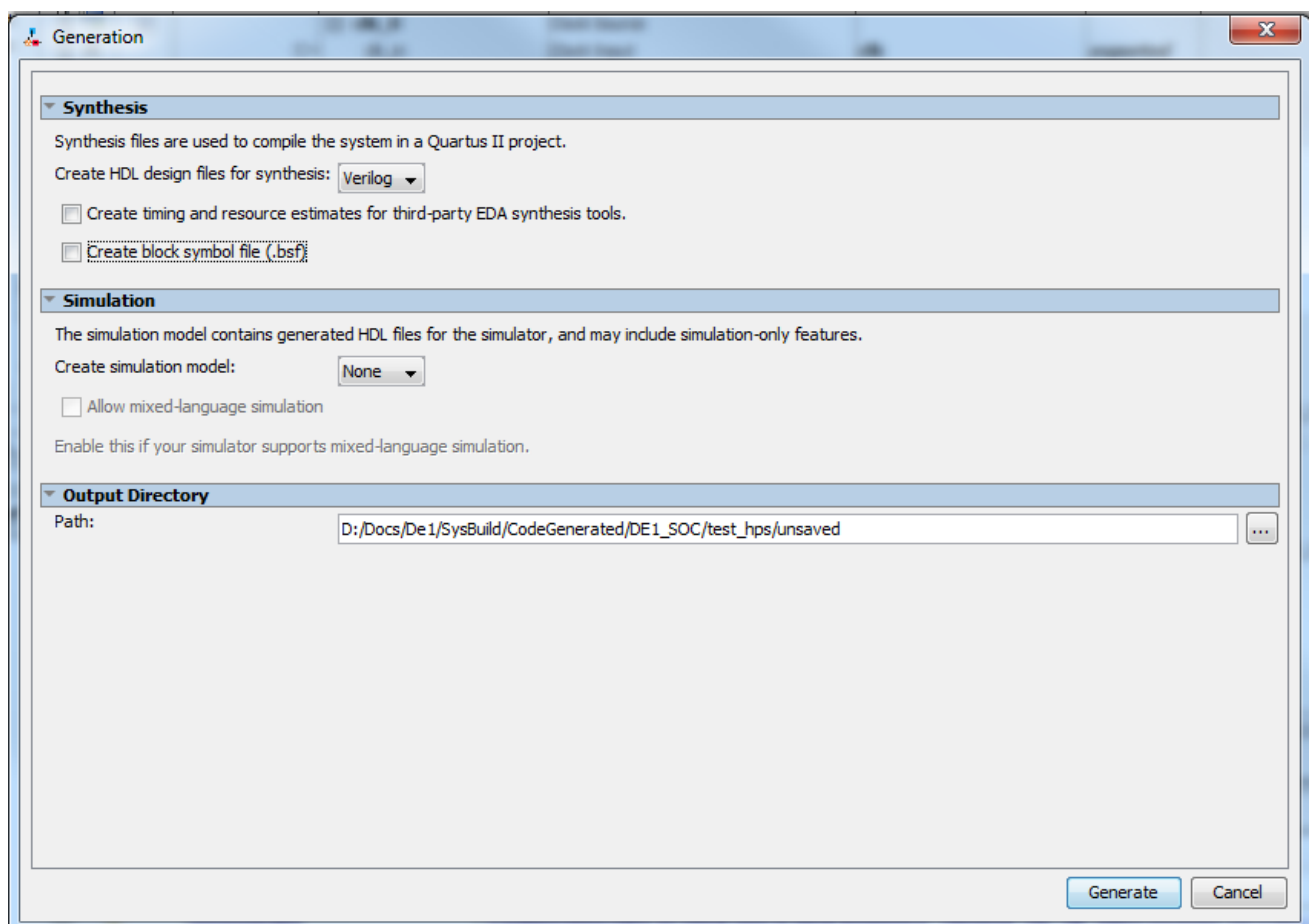 Generation
Synthesis
Synthesis files are used to compile the system in a Quartus II project.
Create HDL design files for synthesis: Verilog
Create timing and resource estimates for third-party EDA synthesis tools.
Create block symbol file (.bsf)
Simulation
The simulation model contains generated HDL files for the simulator, and may include simulation-only features.
Create simulation model: None
Allow mixed-language simulation
Enable this if your simulator supports mixed-language simulation.
Output Directory
Path: D:/Docs/De1/SysBuild/CodeGenerated/DE1_SOC/test_hps/unsaved ...
Generate Cancel